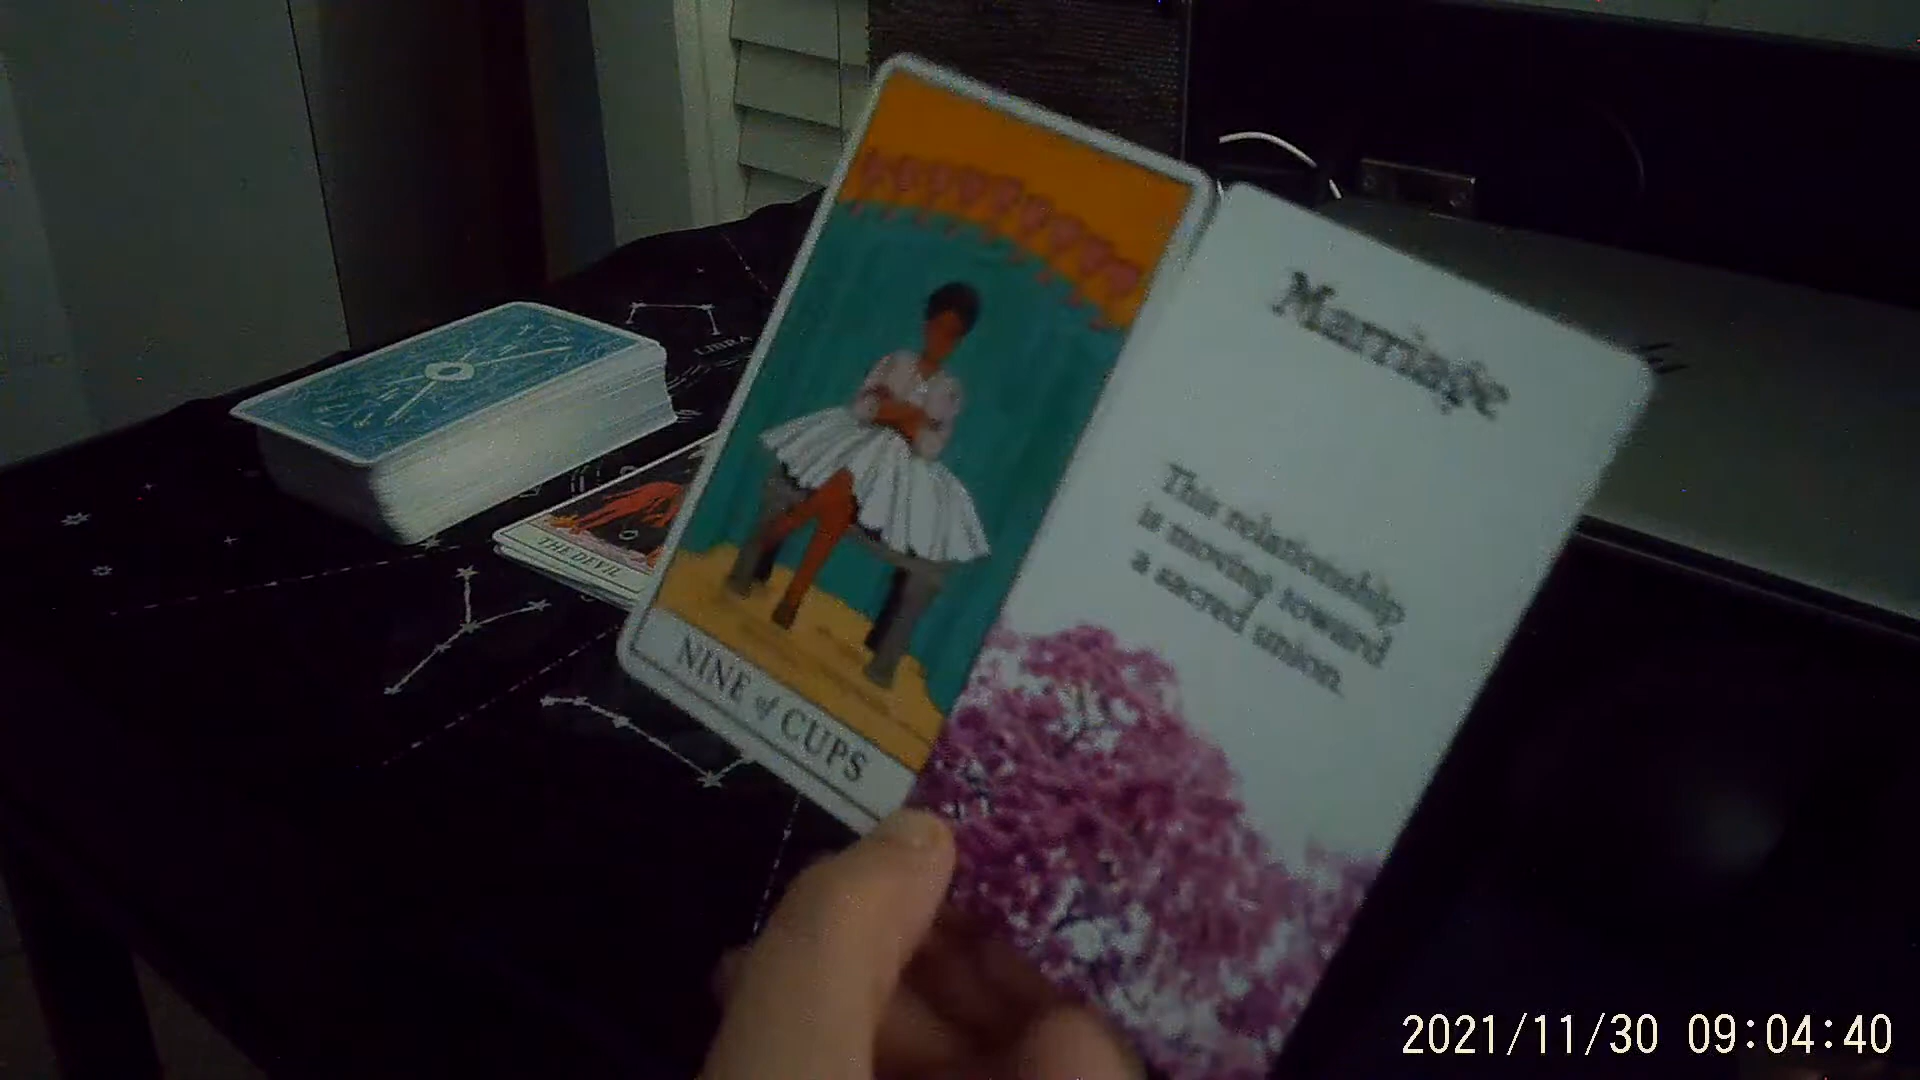 LIBRA
THE DEVIL
NINE of CUPS
Marriage
This relationship
is moving toward
a sacred union.
2021/11/30 09:04:40